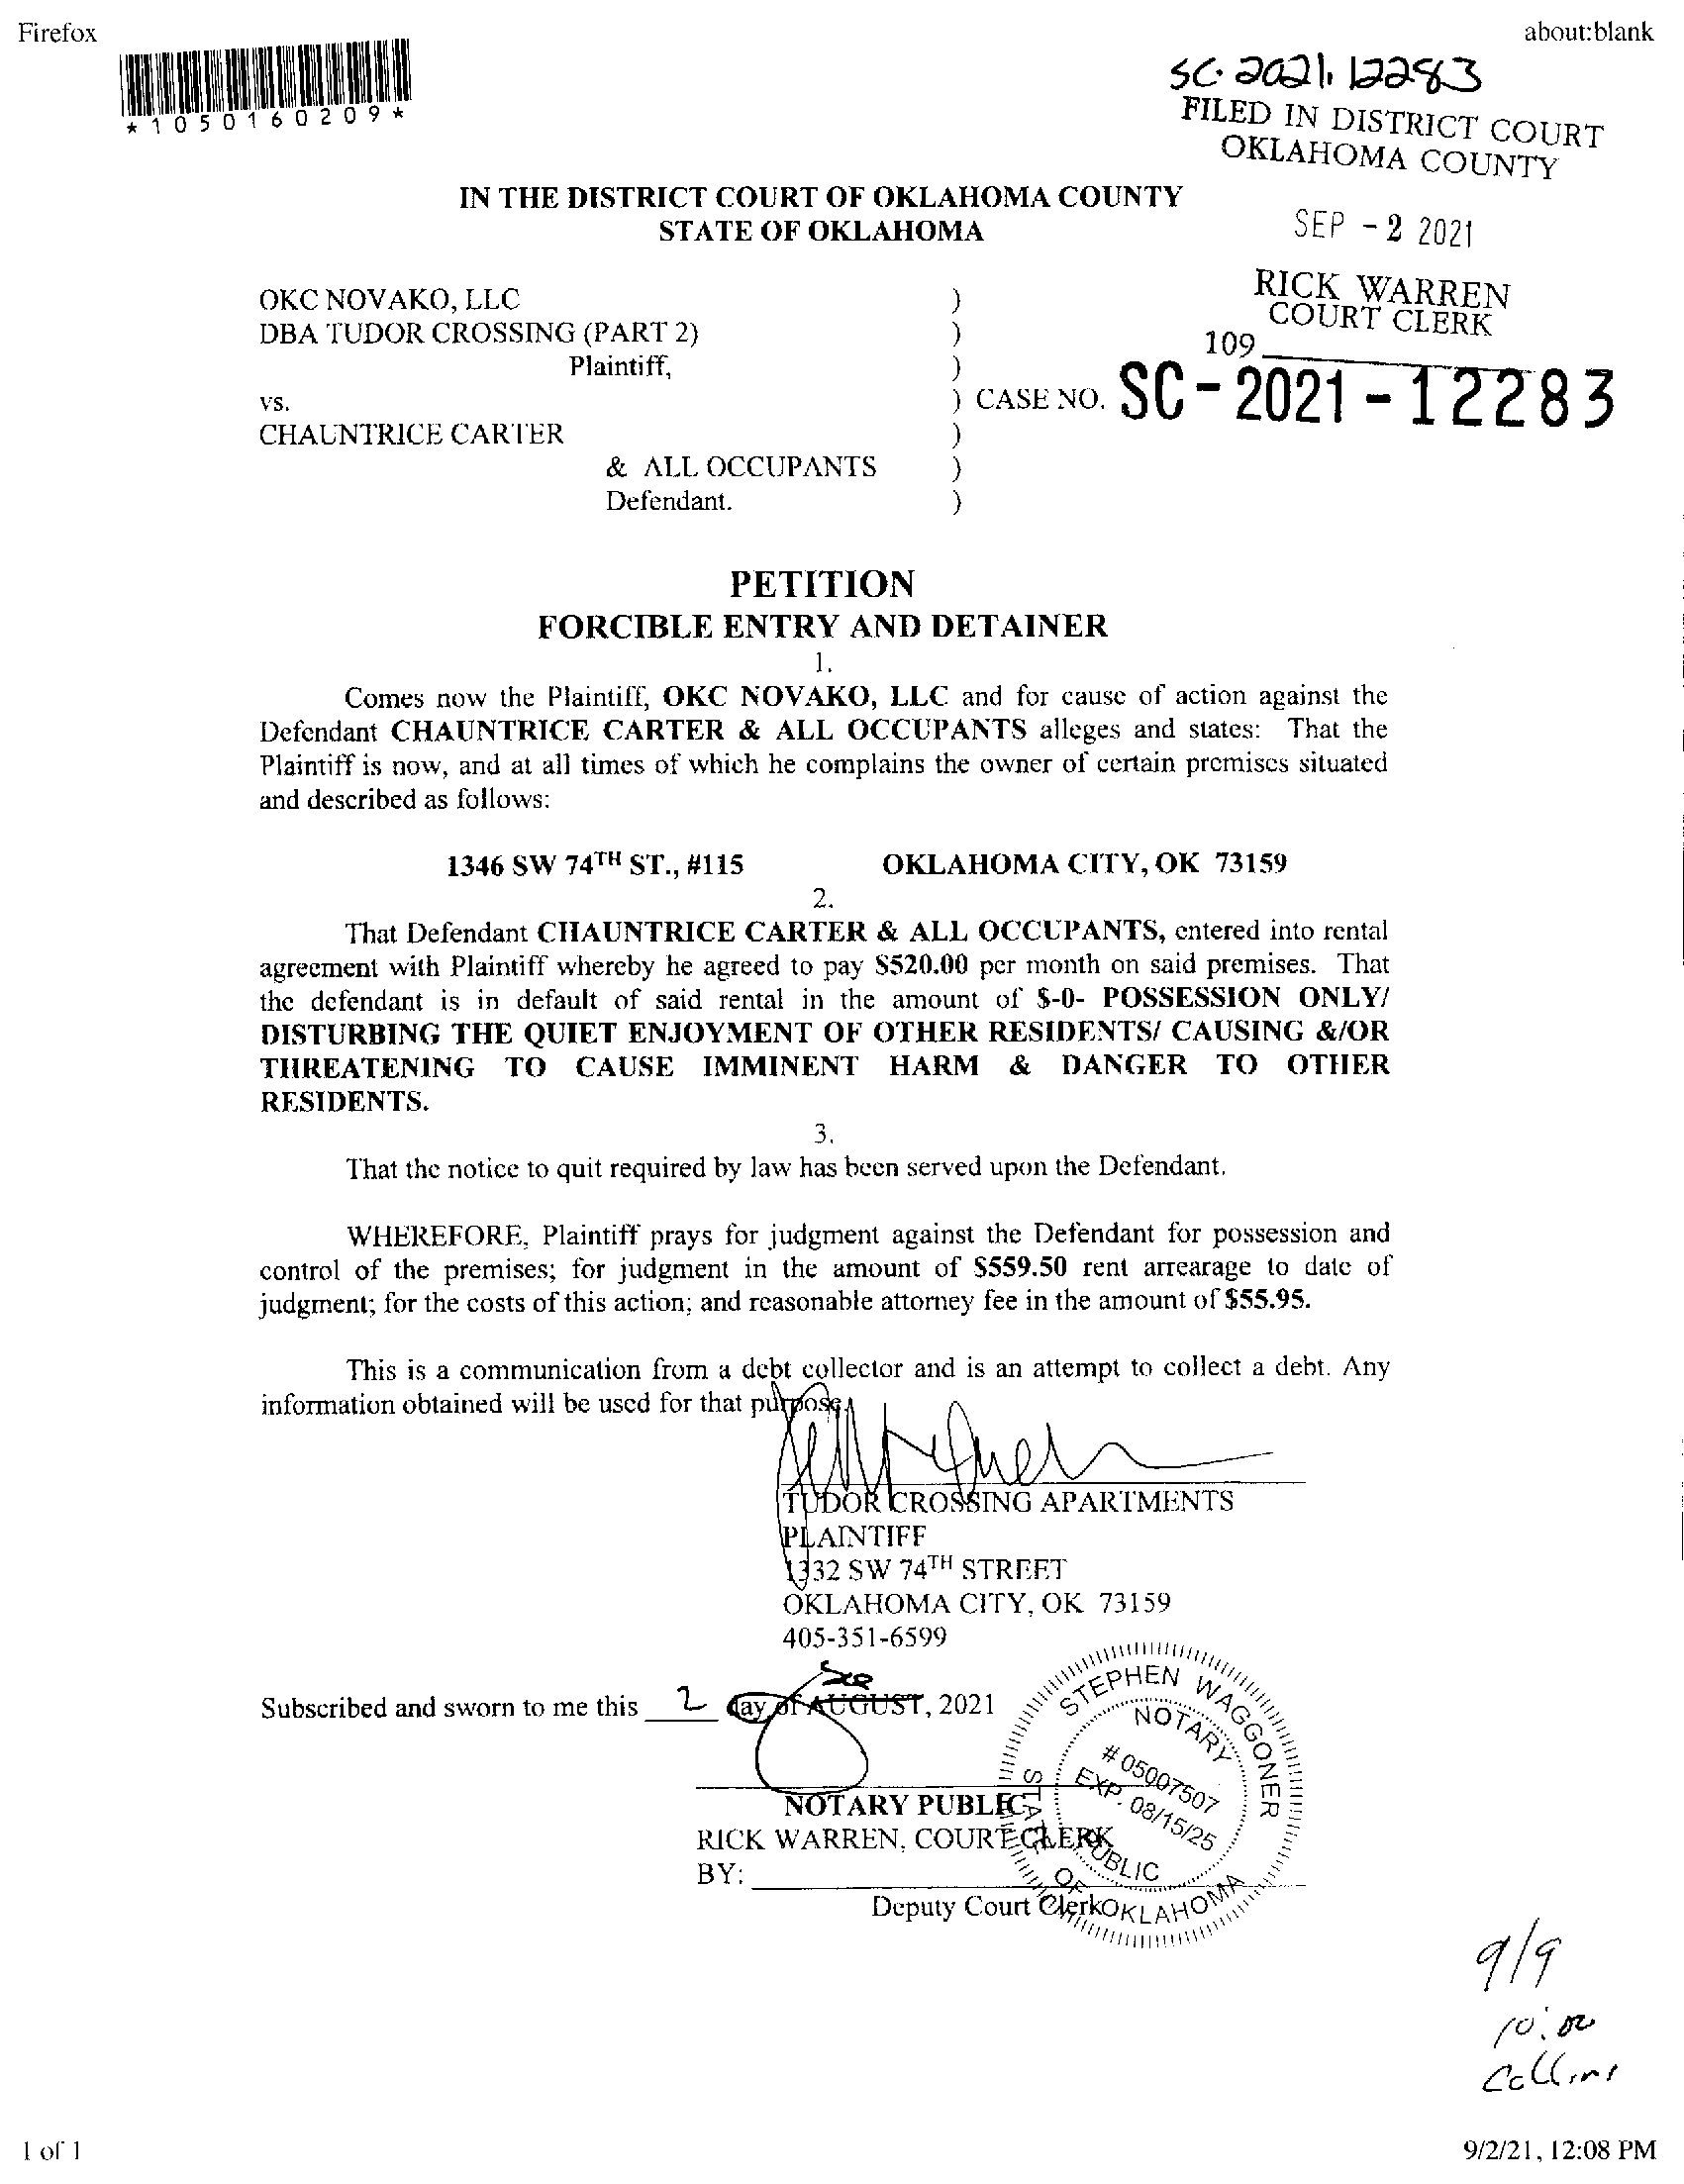 Firefox
about:blank
*1050160209*
SC-2021-12283
FILED IN DISTRICT COURT
OKLAHOMA COUNTY
IN THE DISTRICT COURT OF OKLAHOMA COUNTY
STATE OF OKLAHOMA
SEP - 2 2021
RICK WARREN
COURT CLERK
109
OKC NOVAKO, LLC )
DBA TUDOR CROSSING (PART 2) )
Plaintiff, )
vs. ) CASE NO. SC-2021-12283
CHAUNTRICE CARTER )
& ALL OCCUPANTS )
Defendant. )
PETITION
FORCIBLE ENTRY AND DETAINER
1.
Comes now the Plaintiff, OKC NOVAKO, LLC and for cause of action against the
Defendant CHAUNTRICE CARTER & ALL OCCUPANTS alleges and states: That the
Plaintiff is now, and at all times of which he complains the owner of certain premises situated
and described as follows:
1346 SW 74TH ST., #115 OKLAHOMA CITY, OK 73159
2.
That Defendant CHAUNTRICE CARTER & ALL OCCUPANTS, entered into rental
agreement with Plaintiff whereby he agreed to pay $520.00 per month on said premises. That
the defendant is in default of said rental in the amount of $-0- POSSESSION ONLY/
DISTURBING THE QUIET ENJOYMENT OF OTHER RESIDENTS/ CAUSING &/OR
THREATENING TO CAUSE IMMINENT HARM & DANGER TO OTHER
RESIDENTS.
3.
That the notice to quit required by law has been served upon the Defendant.
WHEREFORE, Plaintiff prays for judgment against the Defendant for possession and
control of the premises; for judgment in the amount of $559.50 rent arrearage to date of
judgment; for the costs of this action; and reasonable attorney fee in the amount of $55.95.
This is a communication from a debt collector and is an attempt to collect a debt. Any
information obtained will be used for that purpose.
TUDOR CROSSING APARTMENTS
PLAINTIFF
1332 SW 74TH STREET
OKLAHOMA CITY, OK 73159
405-351-6599
Subscribed and sworn to me this 2 day of AUGUST, 2021
NOTARY PUBLIC
RICK WARREN, COURT CLERK
BY:
Deputy Court Clerk
STEPHEN WAGGONER
NOTARY
# 05007507
EXP. 08/15/25
PUBLIC
STATE OF OKLAHOMA
9/9
10:00
Collins
1 of 1
9/2/21, 12:08 PM